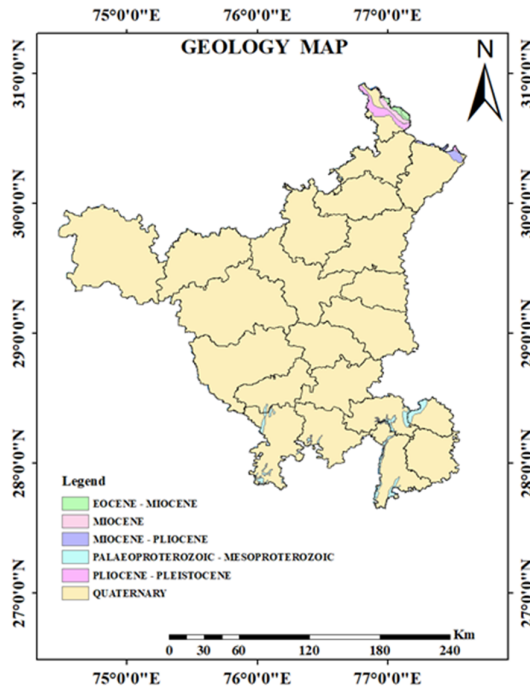 75°0'0"E 76°0'0"E 77°0'0"E
GEOLOGY MAP
N
31°0'0"N 31°0'0"N
30°0'0"N 30°0'0"N
29°0'0"N 29°0'0"N
28°0'0"N 28°0'0"N
Legend
EOCENE - MIOCENE
MIOCENE
MIOCENE - PLIOCENE
PALAEOPROTEROZOIC - MESOPROTEROZOIC
PLIOCENE - PLEISTOCENE
QUATERNARY
27°0'0"N 27°0'0"N
Km
0 30 60 120 180 240
75°0'0"E 76°0'0"E 77°0'0"E